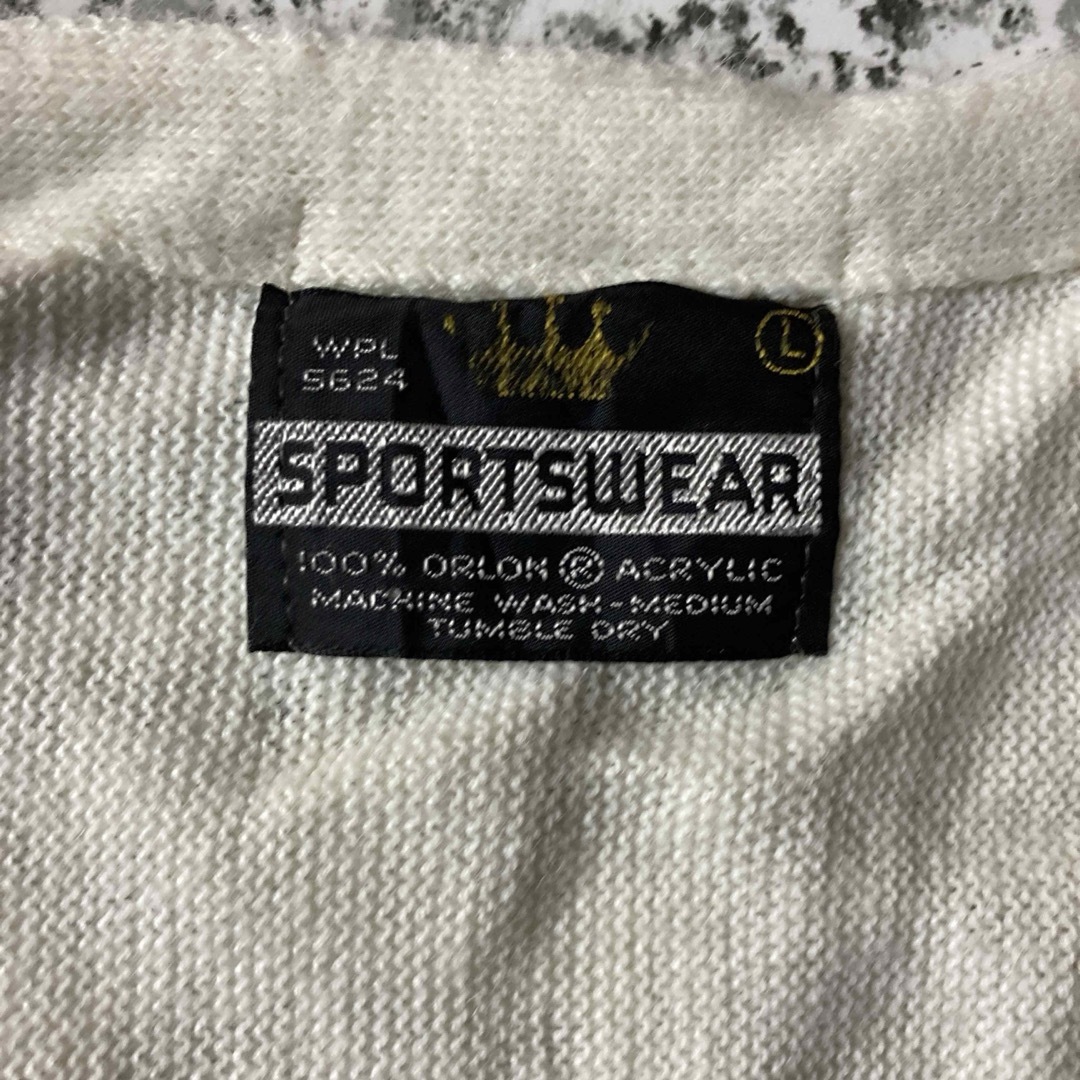 WPL
5624
L
SPORTSWEAR
100% ORLON ® ACRYLIC
MACHINE WASH-MEDIUM
TUMBLE DRY